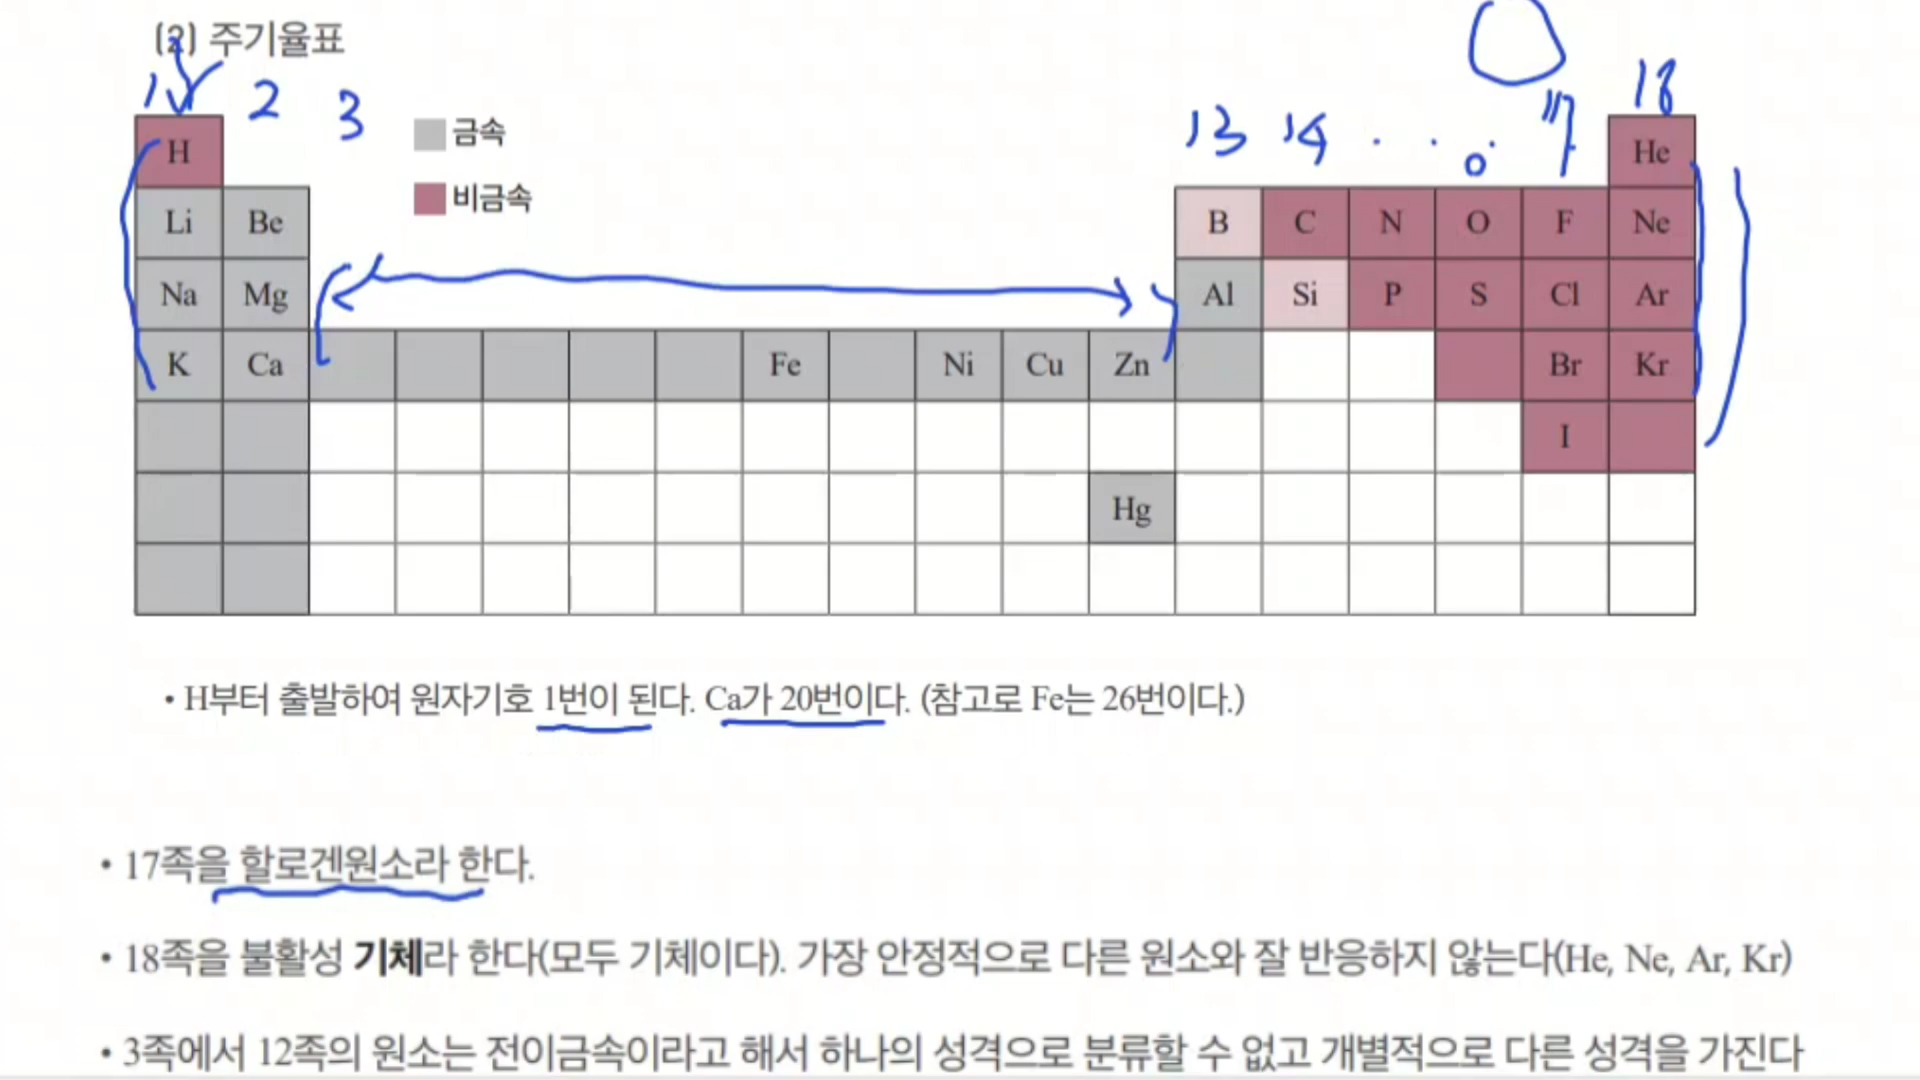 (2) 주기율표
1 2 3 13 14 . . . 17 18
금속
비금속
H He
Li Be B C N O F Ne
Na Mg Al Si P S Cl Ar
K Ca Fe Ni Cu Zn Br Kr
I
Hg
• H부터 출발하여 원자기호 1번이 된다. Ca가 20번이다. (참고로 Fe는 26번이다.)
• 17족을 할로겐원소라 한다.
• 18족을 불활성 기체라 한다(모두 기체이다). 가장 안정적으로 다른 원소와 잘 반응하지 않는다(He, Ne, Ar, Kr)
• 3족에서 12족의 원소는 전이금속이라고 해서 하나의 성격으로 분류할 수 없고 개별적으로 다른 성격을 가진다